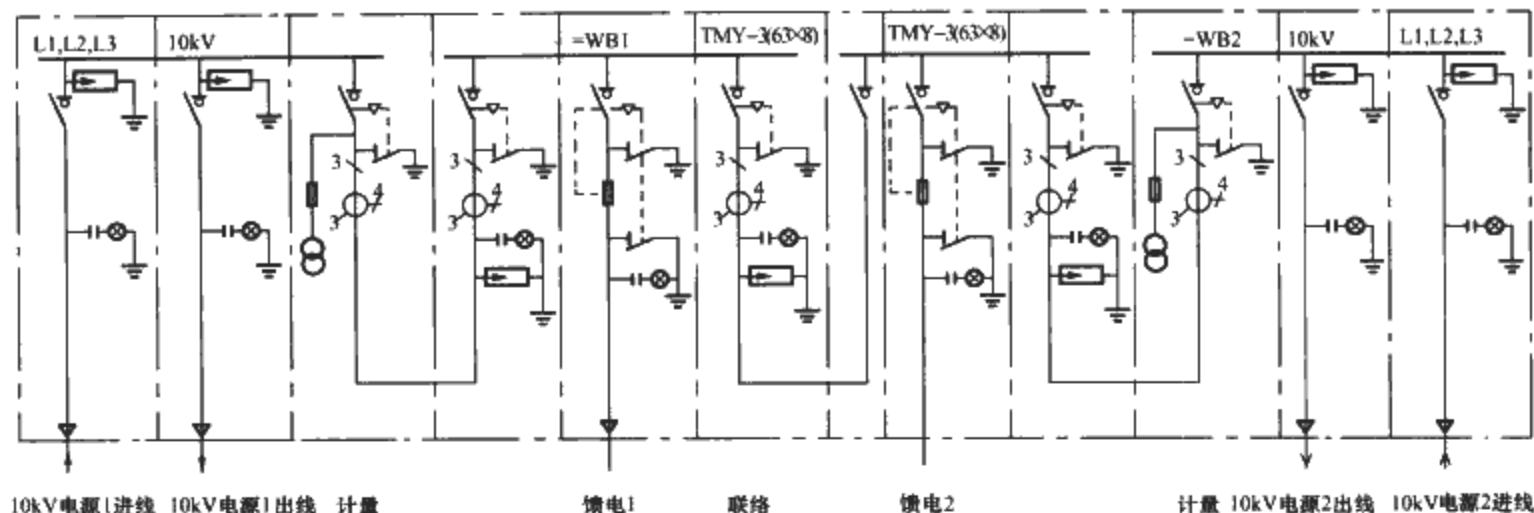 L1,L2,L3 10kV =WB1 TMY-3(63×8) TMY-3(63×8) =WB2 10kV L1,L2,L3
3 3 3 3 3
4 4 4 4 4
3 3 3 3 3
10kV电源1进线 10kV电源1出线 计量 馈电1 联络 馈电2 计量 10kV电源2出线 10kV电源2进线